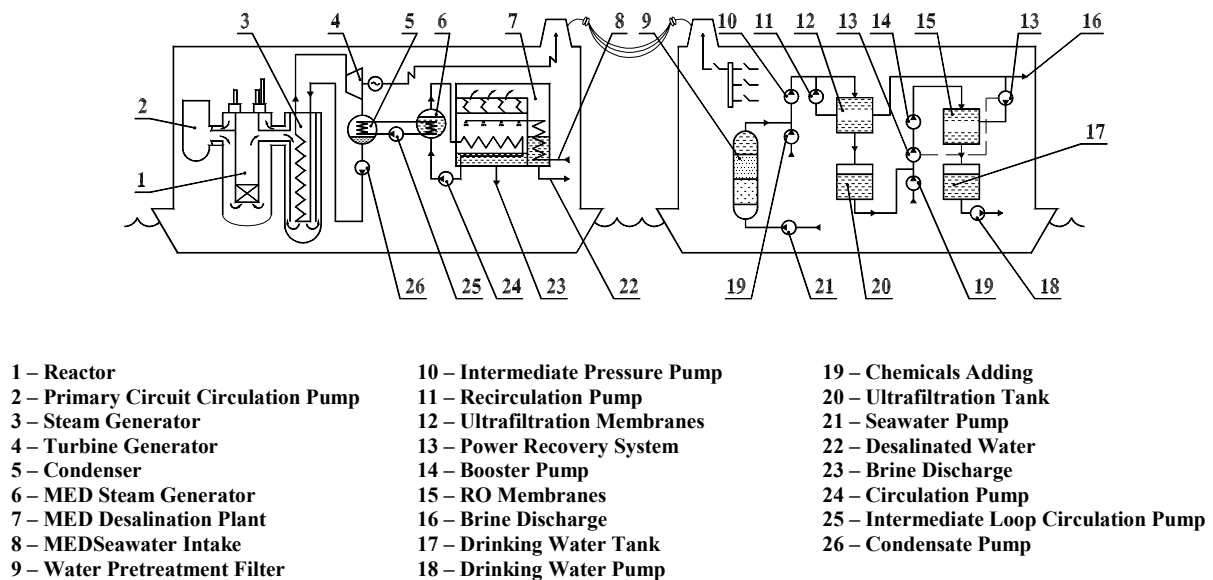 3 4 5 6 7 8 9 10 11 12 13 14 15 13 16
2
17
1
26 25 24 23 22 19 21 20 19 18
1 – Reactor
2 – Primary Circuit Circulation Pump
3 – Steam Generator
4 – Turbine Generator
5 – Condenser
6 – MED Steam Generator
7 – MED Desalination Plant
8 – MEDSeawater Intake
9 – Water Pretreatment Filter
10 – Intermediate Pressure Pump
11 – Recirculation Pump
12 – Ultrafiltration Membranes
13 – Power Recovery System
14 – Booster Pump
15 – RO Membranes
16 – Brine Discharge
17 – Drinking Water Tank
18 – Drinking Water Pump
19 – Chemicals Adding
20 – Ultrafiltration Tank
21 – Seawater Pump
22 – Desalinated Water
23 – Brine Discharge
24 – Circulation Pump
25 – Intermediate Loop Circulation Pump
26 – Condensate Pump